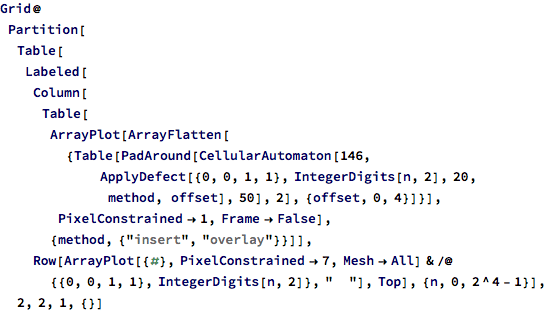 Grid@
Partition[
Table[
Labeled[
Column[
Table[
ArrayPlot[ArrayFlatten[
{Table[PadAround[CellularAutomaton[146,
ApplyDefect[{0, 0, 1, 1}, IntegerDigits[n, 2], 20,
method, offset], 50], 2], {offset, 0, 4}]}],
PixelConstrained → 1, Frame → False],
{method, {"insert", "overlay"}}]],
Row[ArrayPlot[{#}, PixelConstrained → 7, Mesh → All] & /@
{{0, 0, 1, 1}, IntegerDigits[n, 2]}, "  "], Top], {n, 0, 2^4 - 1}],
2, 2, 1, {}]